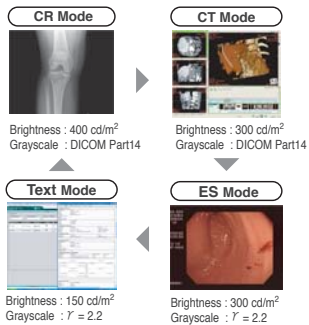 CR Mode
Brightness : 400 cd/m²
Grayscale : DICOM Part14
CT Mode
Brightness : 300 cd/m²
Grayscale : DICOM Part14
Text Mode
Brightness : 150 cd/m²
Grayscale : γ = 2.2
ES Mode
Brightness : 300 cd/m²
Grayscale : γ = 2.2